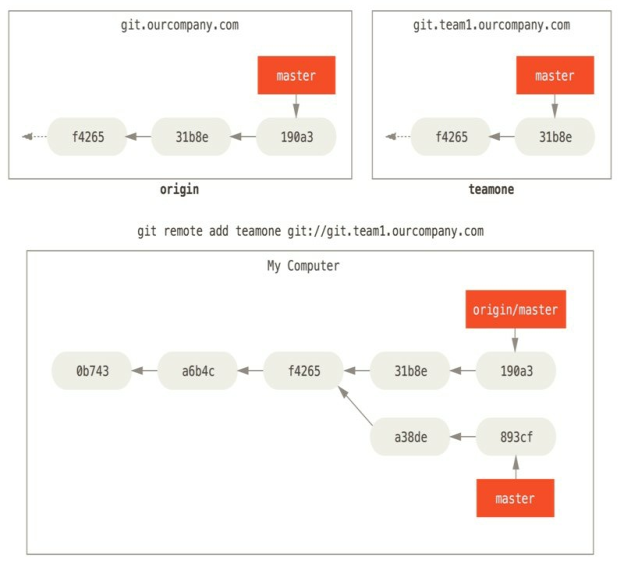 git.ourcompany.com
master
f4265
31b8e
190a3
origin
git.team1.ourcompany.com
master
f4265
31b8e
teamone
git remote add teamone git://git.team1.ourcompany.com
My Computer
origin/master
0b743
a6b4c
f4265
31b8e
190a3
a38de
893cf
master